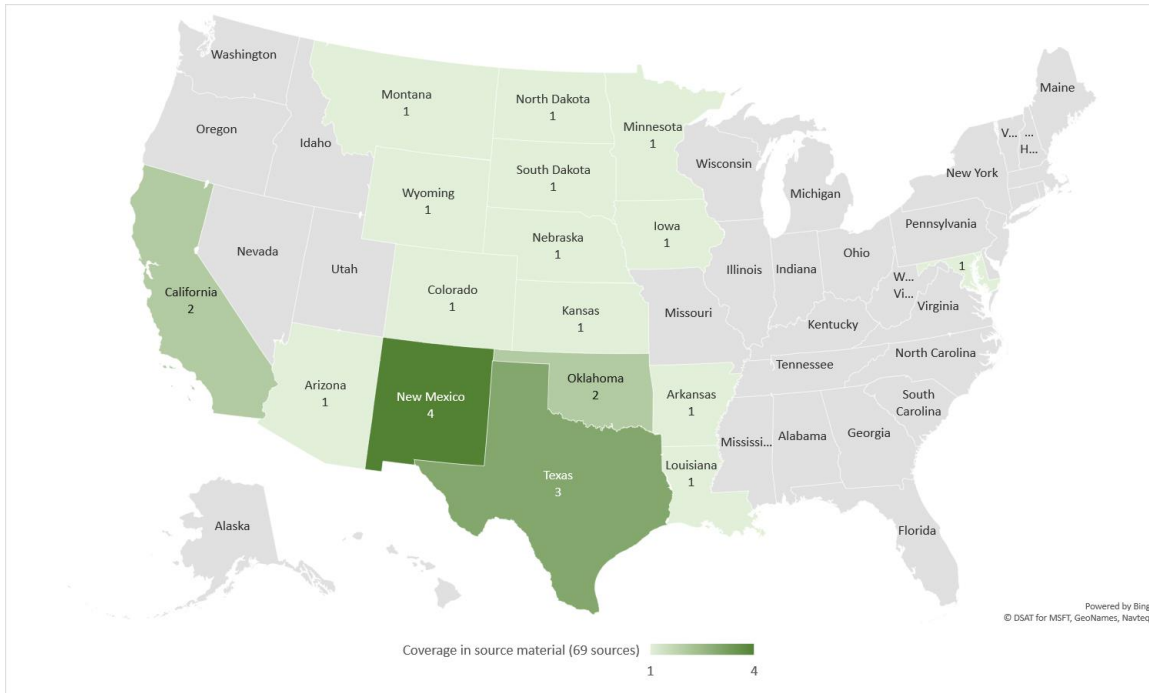 Washington
Montana
1
North Dakota
1
Minnesota
1
Maine
Oregon
Idaho
Wisconsin
V...
...
H...
South Dakota
1
Michigan
New York
Wyoming
1
Iowa
1
Pennsylvania
Nebraska
1
Nevada
Utah
Illinois
Indiana
Ohio
1
W...
Vi...
California
2
Colorado
1
Kansas
1
Missouri
Virginia
Kentucky
North Carolina
Tennessee
Arizona
1
New Mexico
4
Oklahoma
2
Arkansas
1
South
Carolina
Mississi...
Alabama
Georgia
Texas
3
Louisiana
1
Alaska
Florida
Powered by Bing
© DSAT for MSFT, GeoNames, Navteq
Coverage in source material (69 sources)
1
4